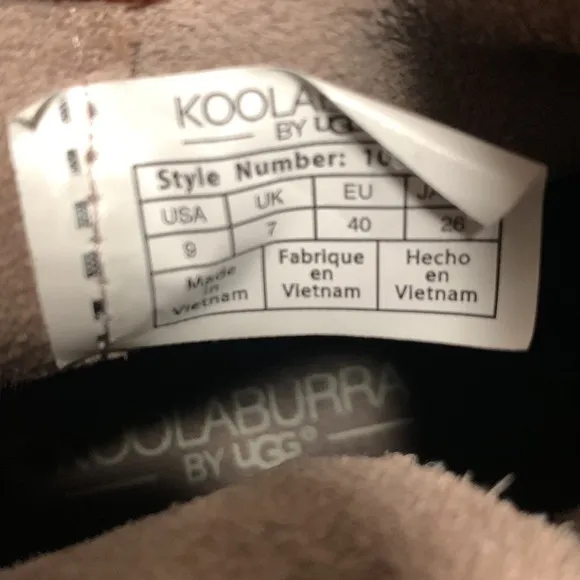 KOOLA
BY UGG
Style Number: 10
USA UK EU JA
9 7 40 26
Made in Vietnam
Fabrique en Vietnam
Hecho en Vietnam
KOOLABURRA
BY UGG®